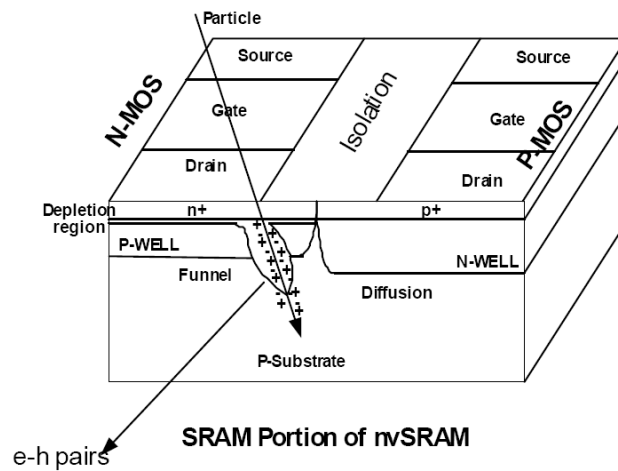 Particle
Source
Source
N-MOS
Gate
Isolation
Gate
P-MOS
Drain
Drain
Depletion
region
n+
p+
P-WELL
N-WELL
Funnel
Diffusion
P-Substrate
SRAM Portion of nvSRAM
e-h pairs